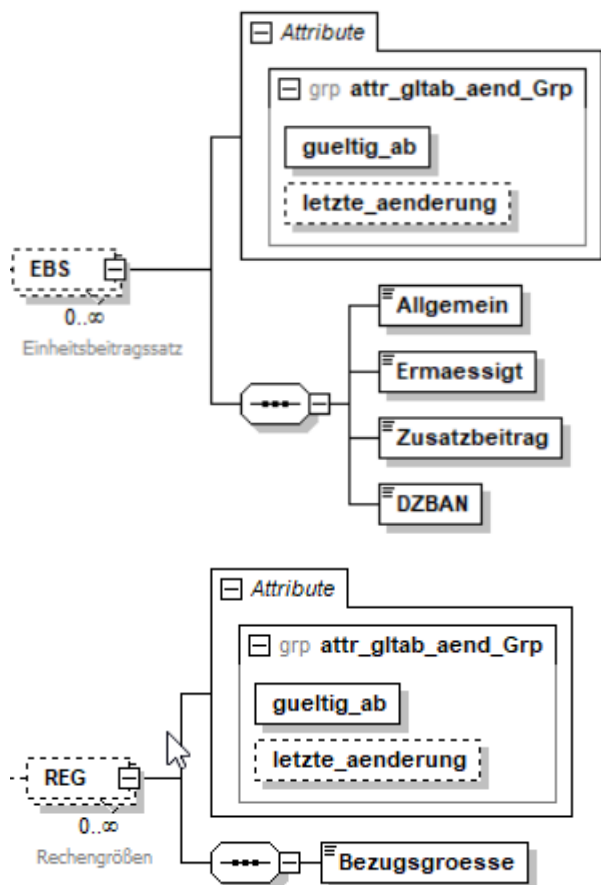 Attribute
grp attr_gltab_aend_Grp
gueltig_ab
letzte_aenderung
EBS
0..∞
Einheitsbeitragssatz
Allgemein
Ermaessigt
Zusatzbeitrag
DZBAN
Attribute
grp attr_gltab_aend_Grp
gueltig_ab
letzte_aenderung
REG
0..∞
Rechengrößen
Bezugsgroesse